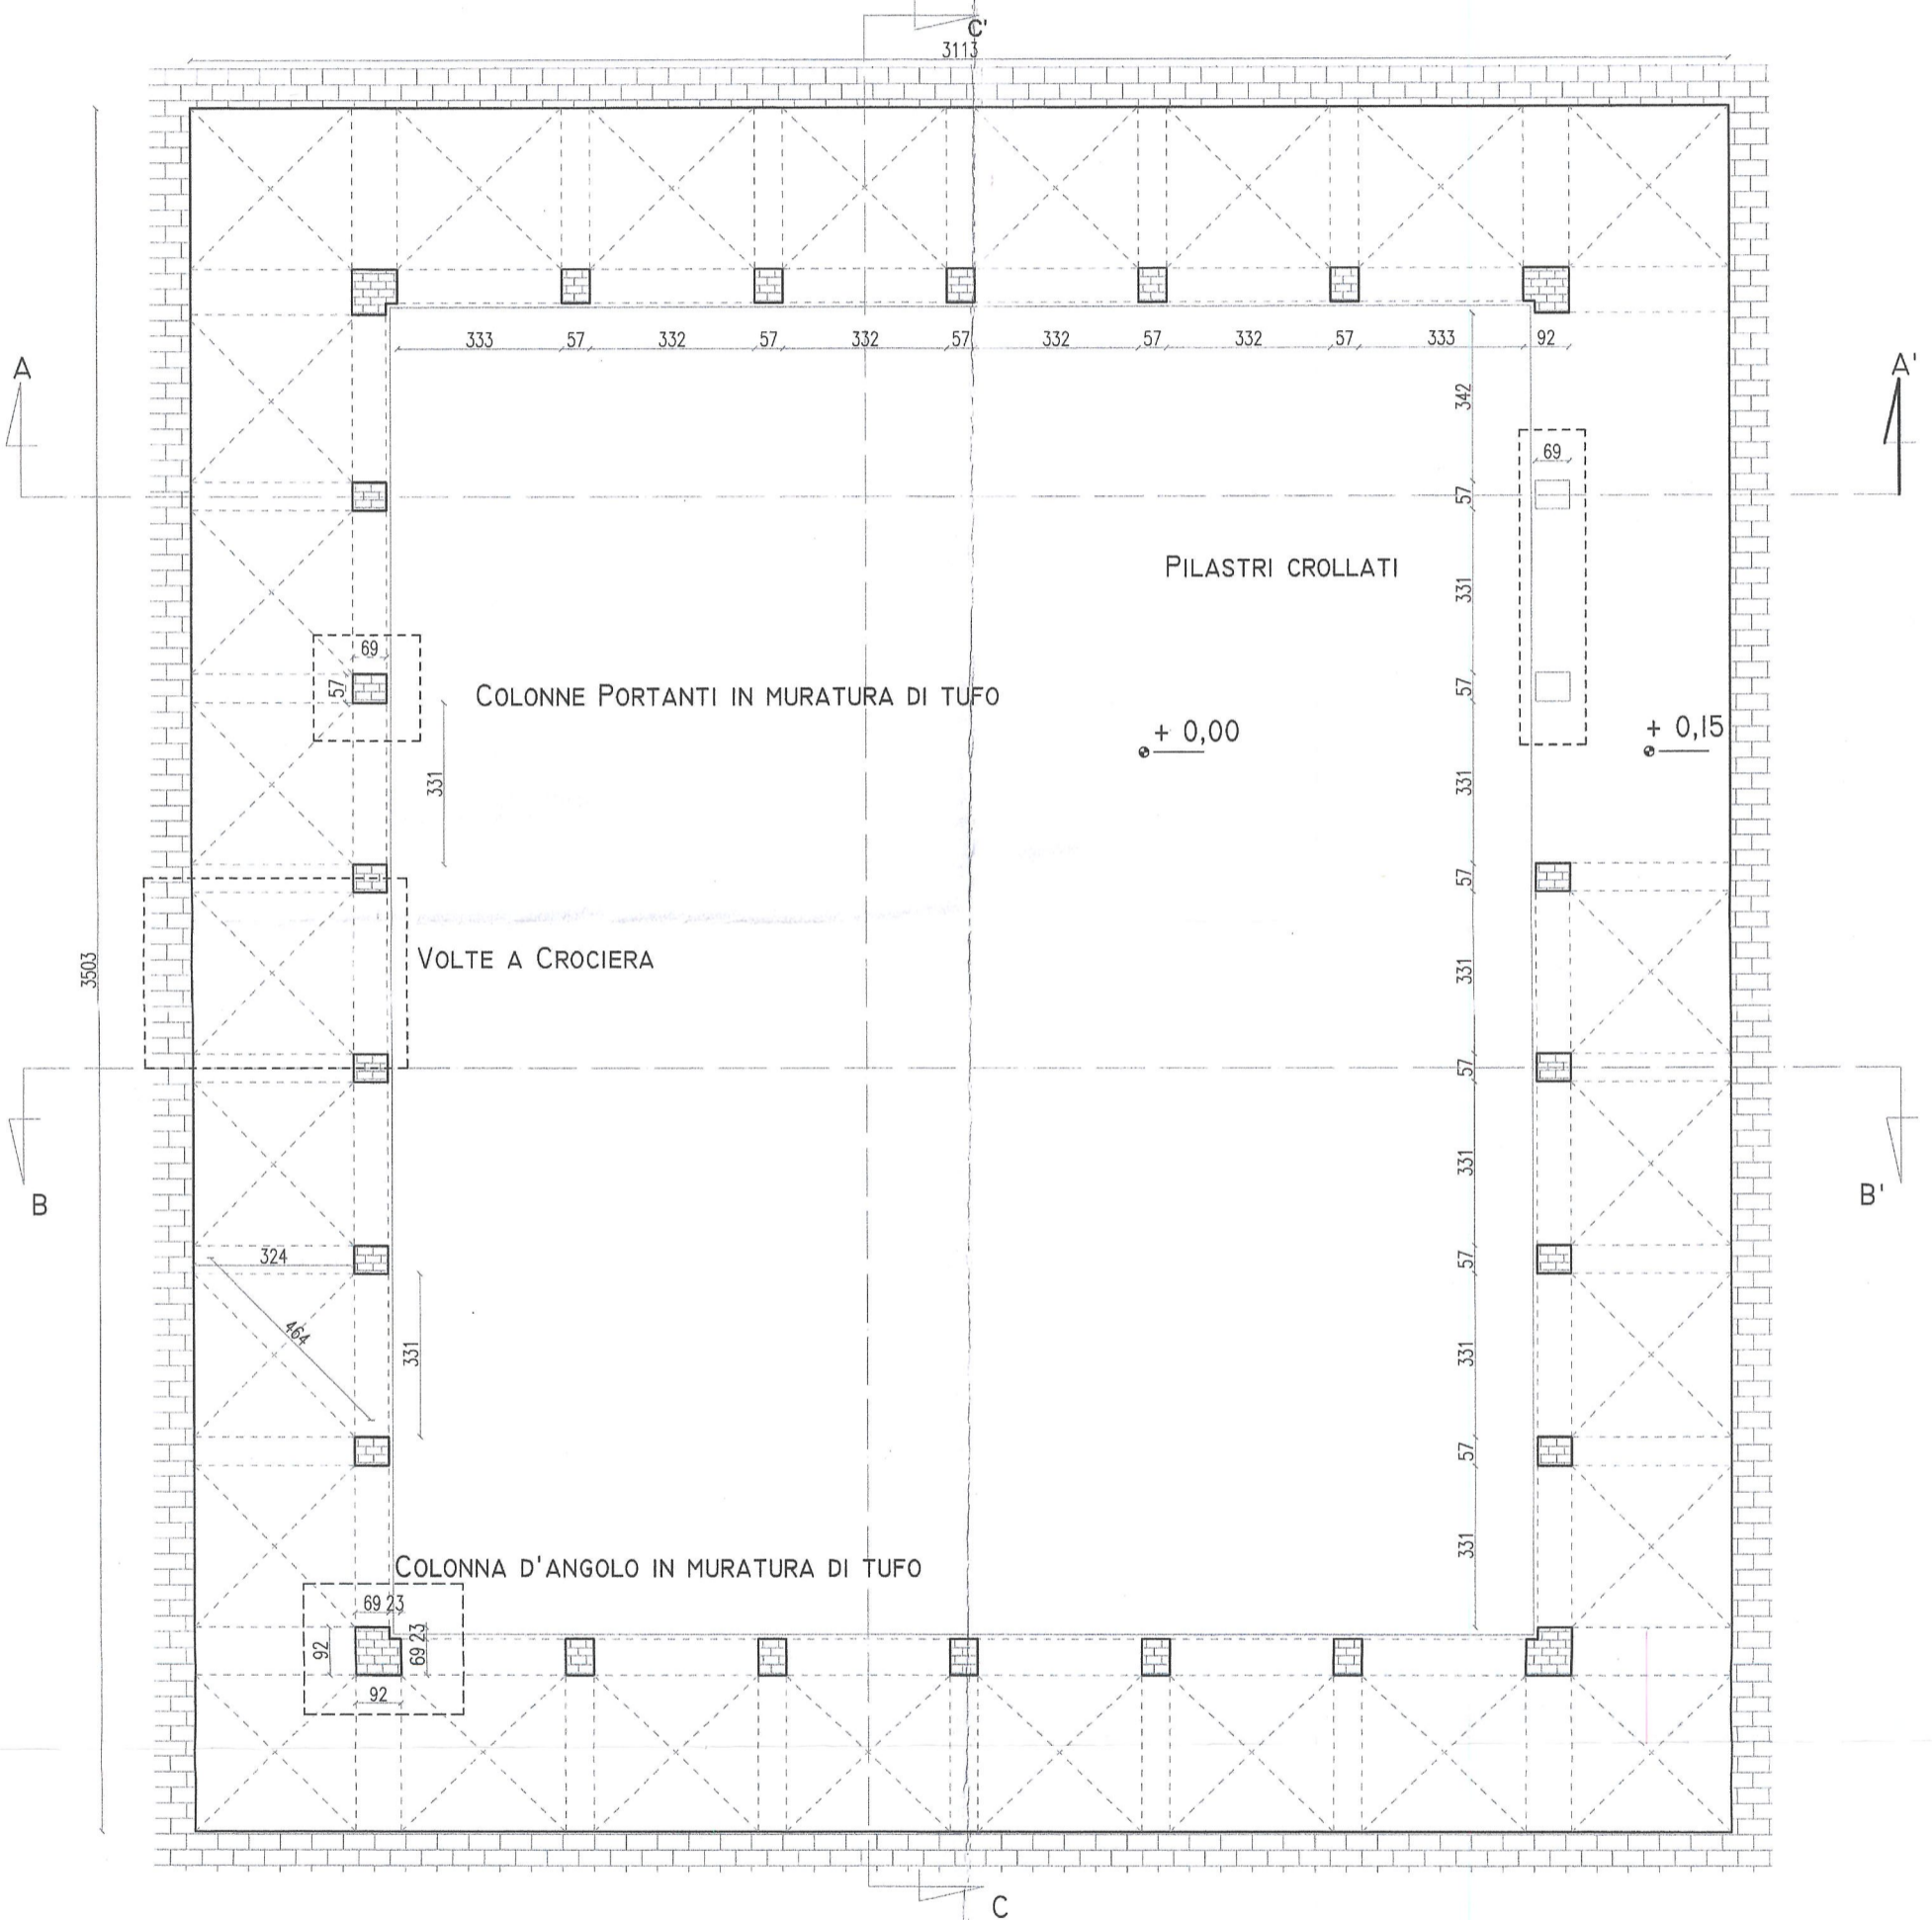 C'
3113
333 57 332 57 332 57 332 57 332 57 333 92
A
A'
342
69
57
PILASTRI CROLLATI
331
69
57
57
COLONNE PORTANTI IN MURATURA DI TUFO
+ 0,00
+ 0,15
331
331
57
VOLTE A CROCIERA
3503
331
57
B
B'
331
324
57
464
331
331
57
331
COLONNA D'ANGOLO IN MURATURA DI TUFO
69 23
92
69 23
92
C